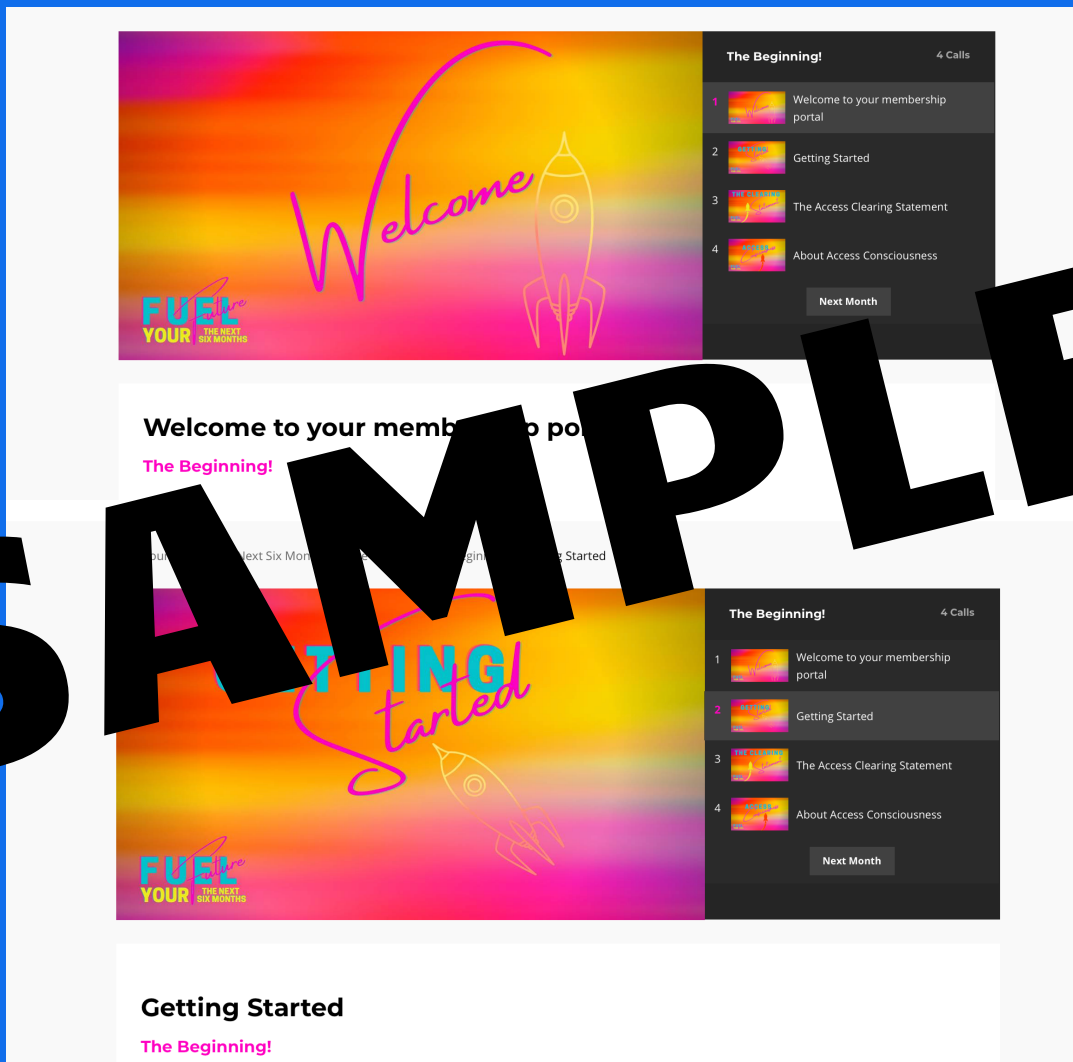 Welcome
FUEL
Future
YOUR
THE NEXT
SIX MONTHS
The Beginning!
4 Calls
1
Welcome to your membership
portal
2
Getting Started
3
The Access Clearing Statement
4
About Access Consciousness
Next Month
Welcome to your
The Beginning!
SAMPLE
Next Six
Started
GETTING
Started
FUEL
Future
YOUR
THE NEXT
SIX MONTHS
The Beginning!
4 Calls
1
Welcome to your membership
portal
2
Getting Started
3
The Access Clearing Statement
4
About Access Consciousness
Next Month
Getting Started
The Beginning!